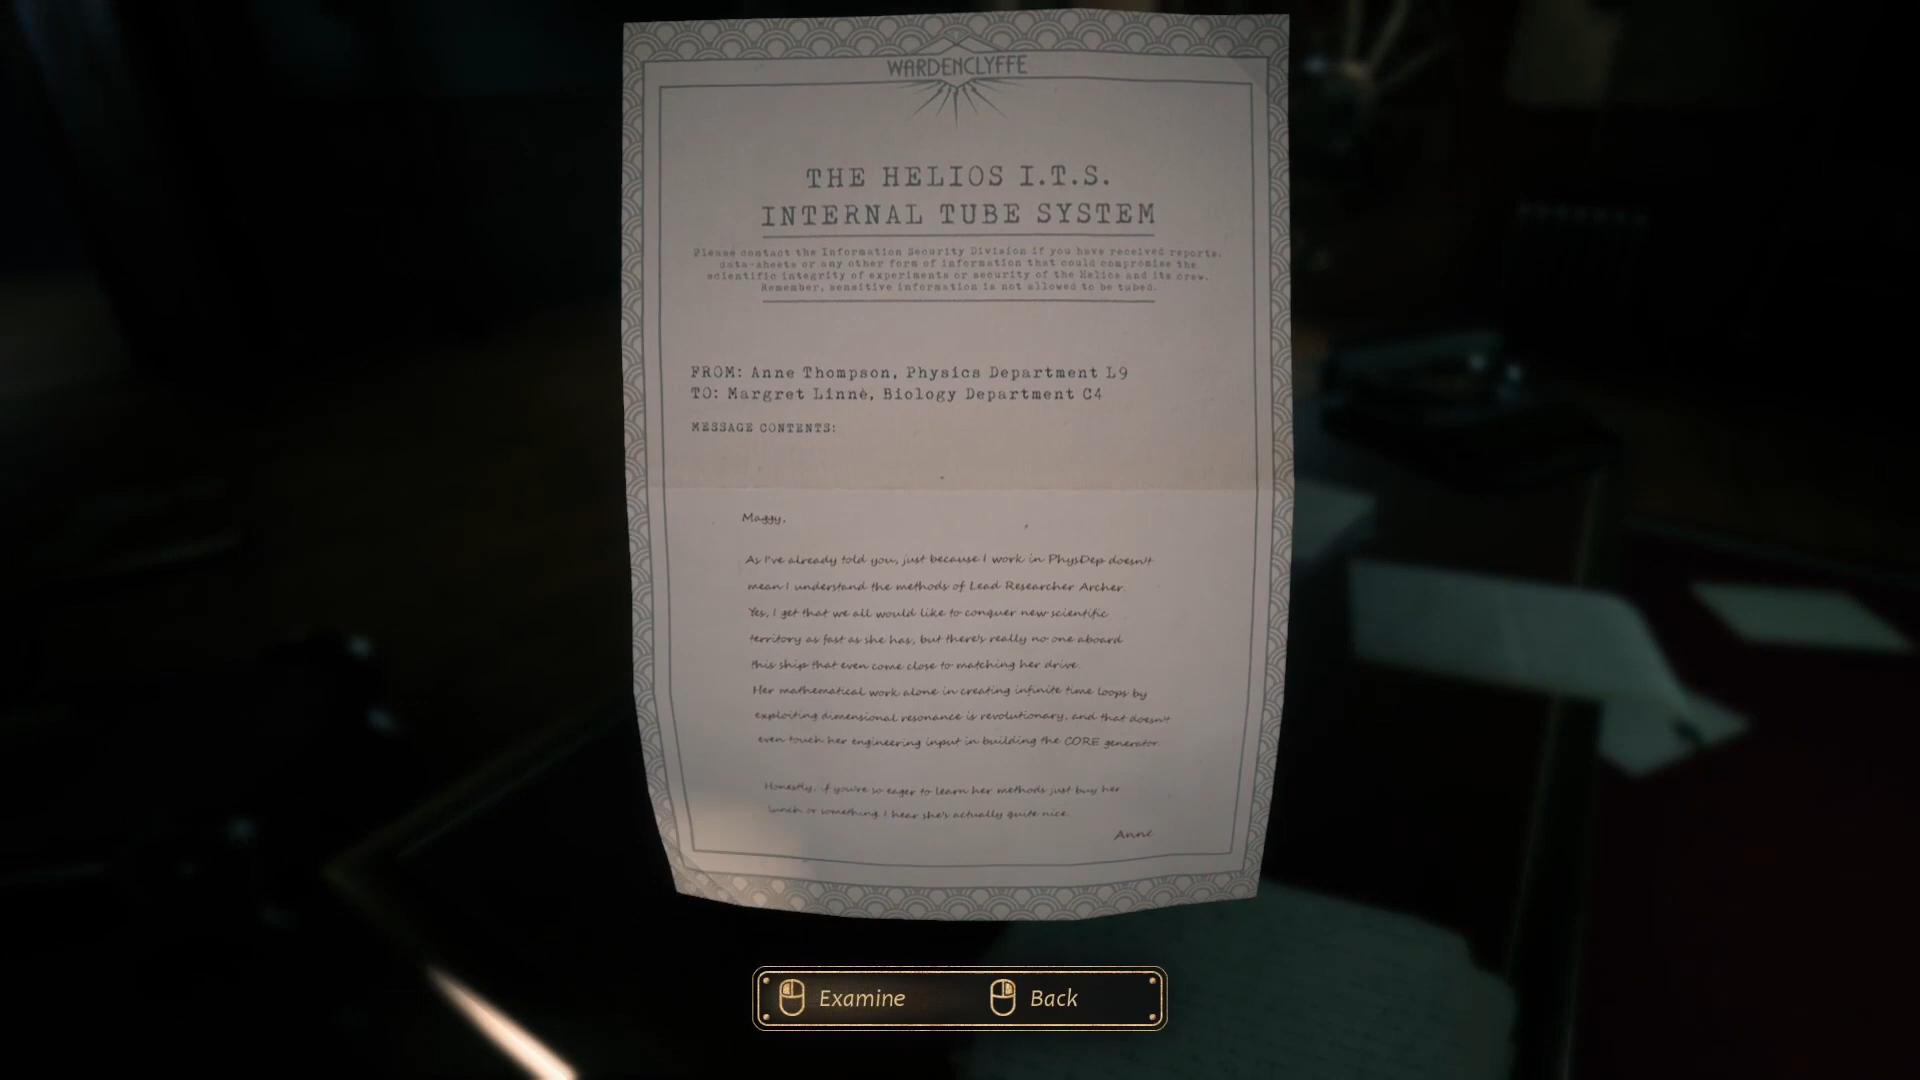 WARDENCLYFFE
THE HELIOS I.T.S.
INTERNAL TUBE SYSTEM
Please contact the Information Security Division if you have received reports,
data-sheets or any other form of information that could compromise the
scientific integrity of experiments or security of the Helios and its crew.
Remember, sensitive information is not allowed to be tubed.
FROM: Anne Thompson, Physics Department L9
TO: Margret Linné, Biology Department C4
MESSAGE CONTENTS:
Maggy,
As I've already told you, just because I work in PhysDep doesn't
mean I understand the methods of Lead Researcher Archer.
Yes, I get that we all would like to conquer new scientific
territory as fast as she has, but there's really no one aboard
this ship that even come close to matching her drive.
Her mathematical work alone in creating infinite time loops by
exploiting dimensional resonance is revolutionary, and that doesn't
even touch her engineering input in building the CORE generator.
Honestly, if you're so eager to learn her methods just buy her
lunch or something. I hear she's actually quite nice.
Anne
Examine
Back